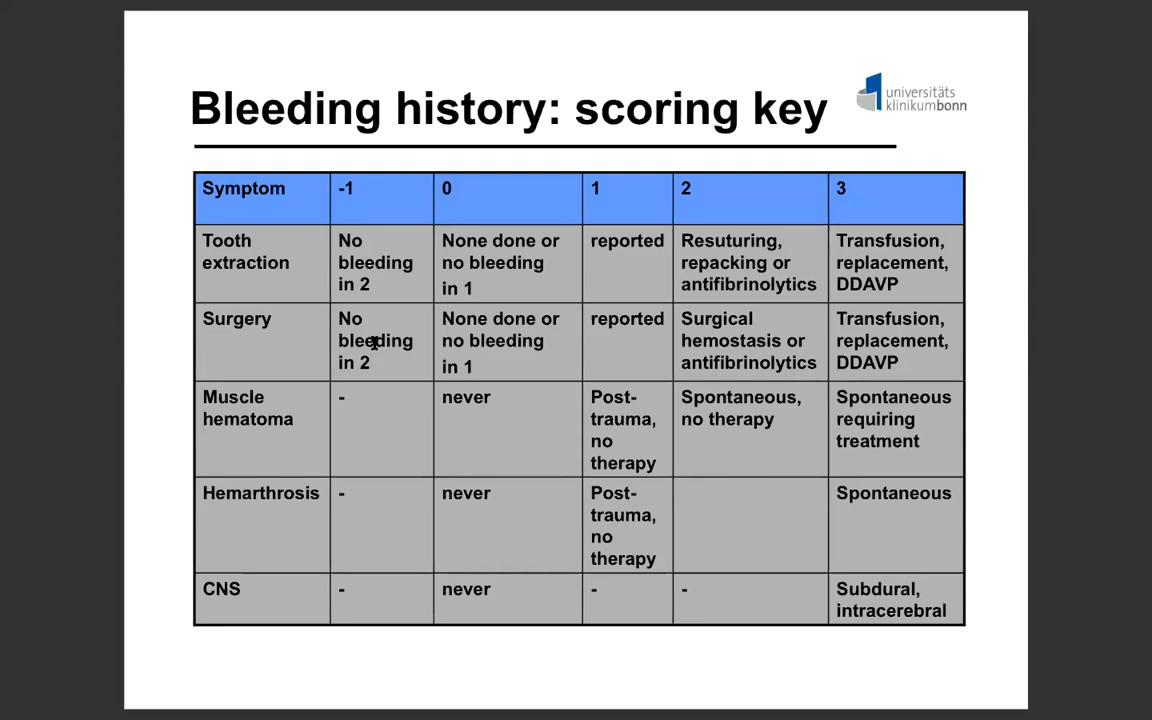 Bleeding history: scoring key
universitäts
klinikumbonn
Symptom
-1
0
1
2
3
Tooth
extraction
No
bleeding
in 2
None done or
no bleeding
in 1
reported
Resuturing,
repacking or
antifibrinolytics
Transfusion,
replacement,
DDAVP
Surgery
No
bleeding
in 2
None done or
no bleeding
in 1
reported
Surgical
hemostasis or
antifibrinolytics
Transfusion,
replacement,
DDAVP
Muscle
hematoma
-
never
Post-
trauma,
no
therapy
Spontaneous,
no therapy
Spontaneous
requiring
treatment
Hemarthrosis
-
never
Post-
trauma,
no
therapy
Spontaneous
CNS
-
never
-
-
Subdural,
intracerebral